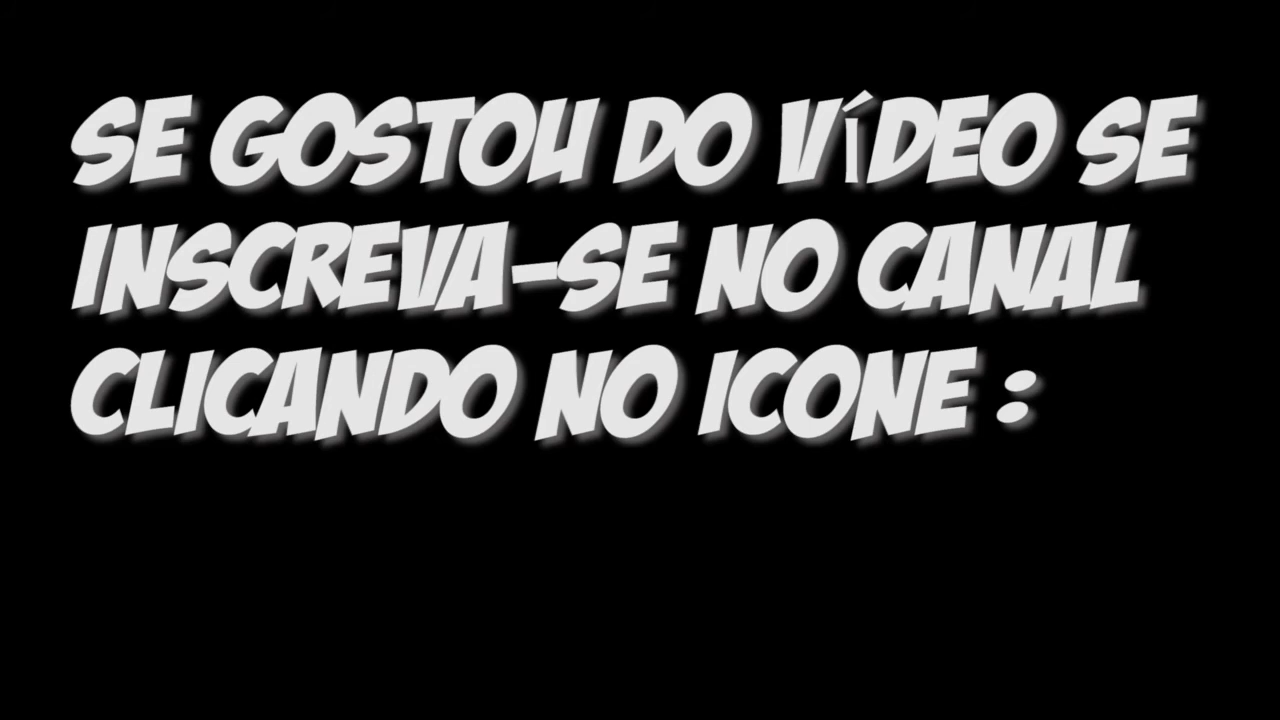 SE GOSTOU DO VÍDEO SE
INSCREVA-SE NO CANAL
CLICANDO NO ICONE :